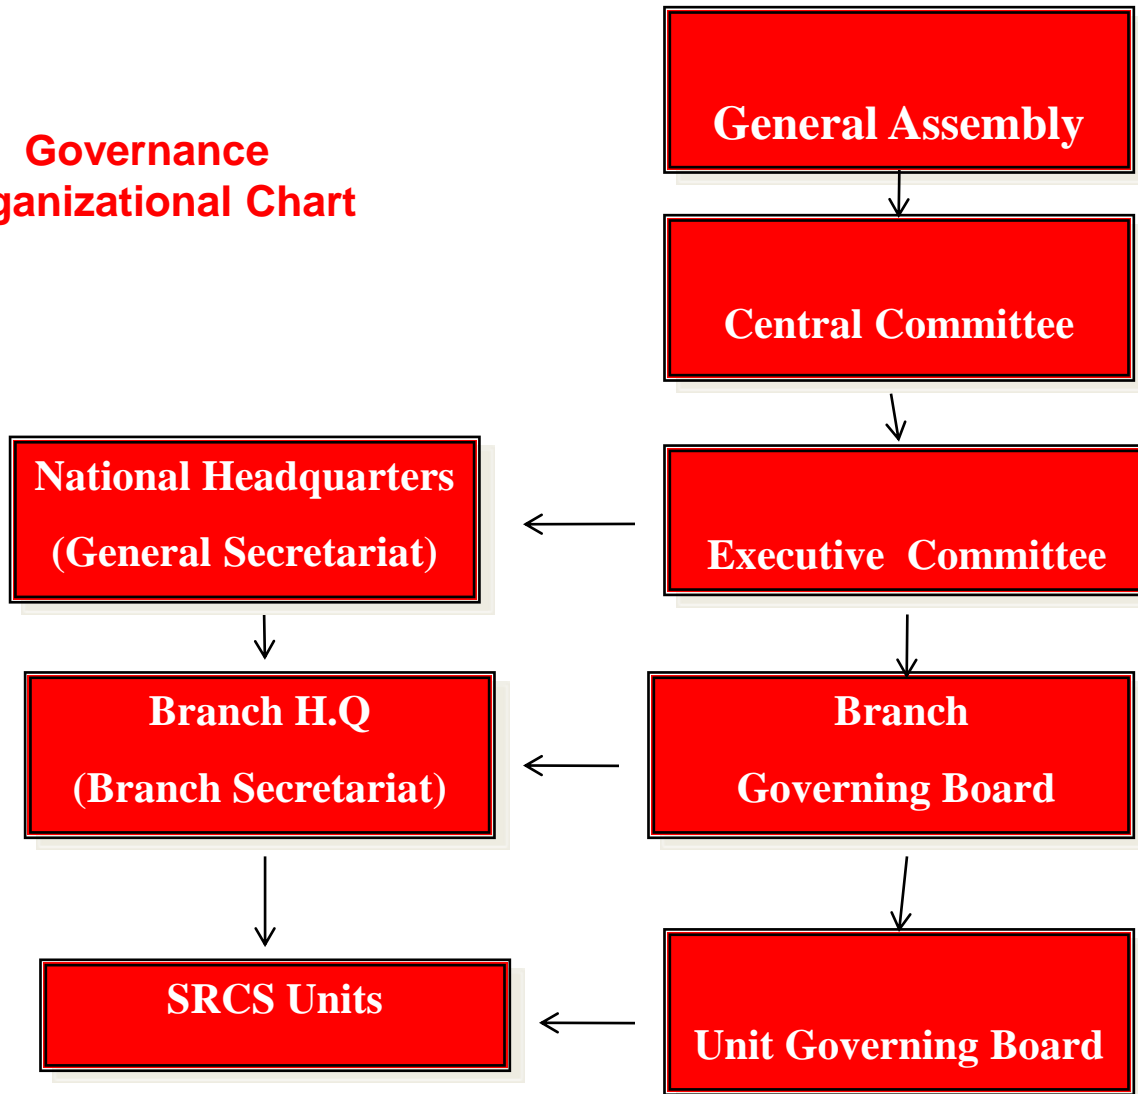 General Assembly
Governance
ganizational Chart
Central Committee
National Headquarters
(General Secretariat)
Executive Committee
Branch H.Q
(Branch Secretariat)
Branch
Governing Board
SRCS Units
Unit Governing Board